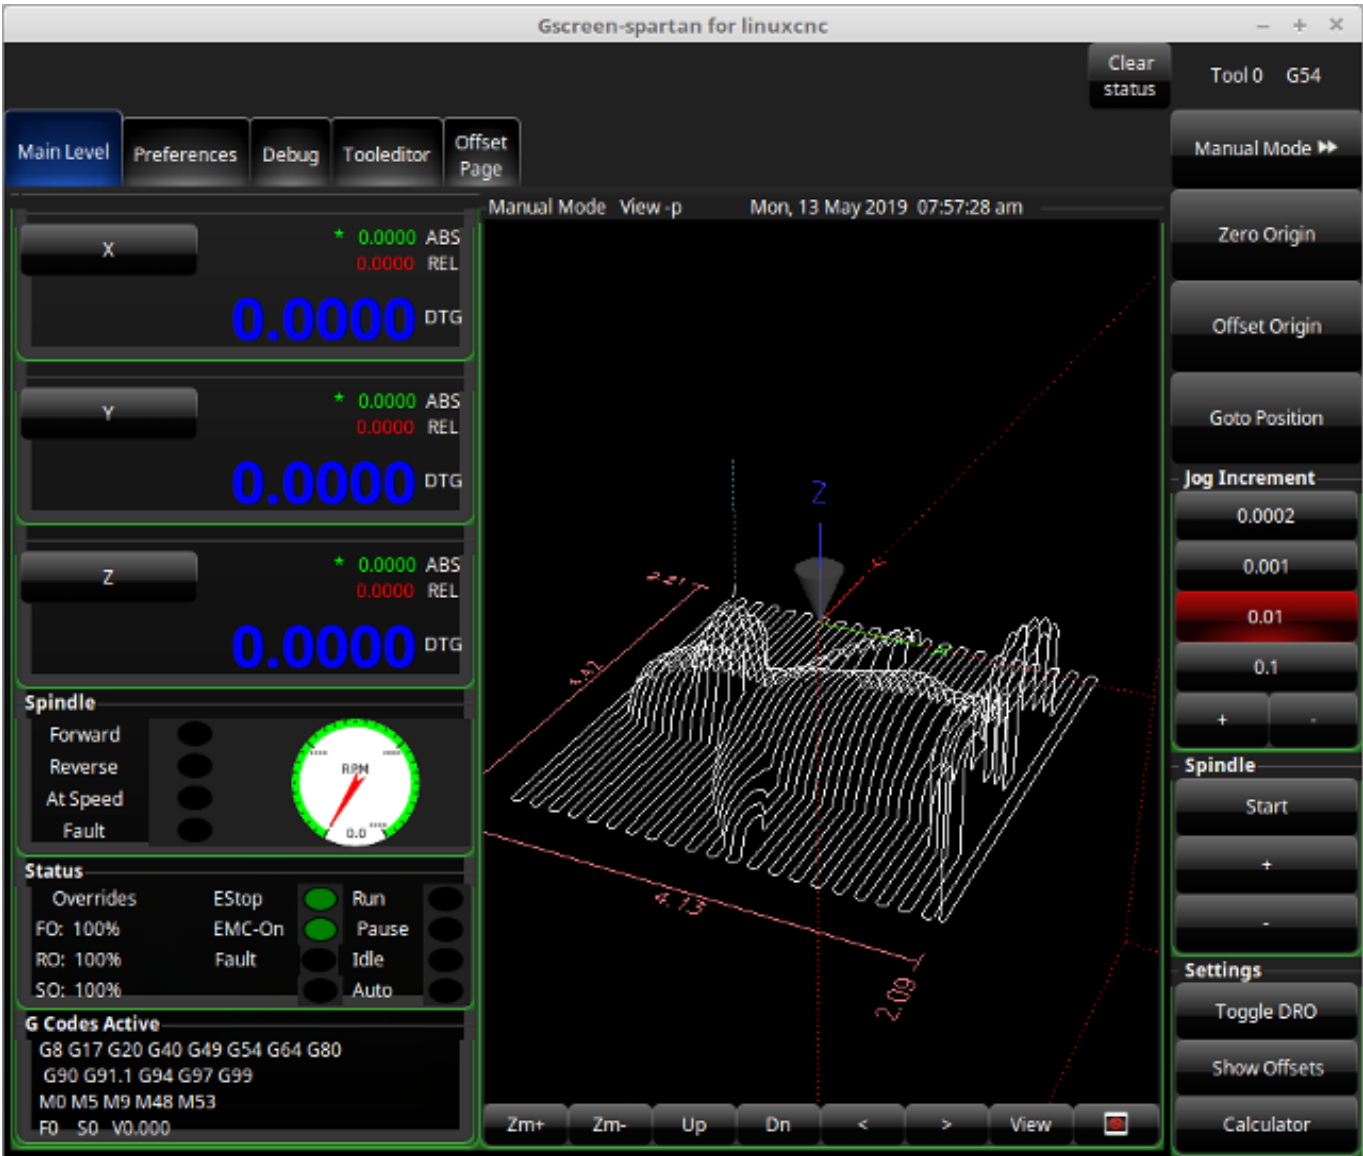 Gscreen-spartan for linuxcnc
Clear
status
Tool 0 G54
Main Level
Preferences
Debug
Tooleditor
Offset
Page
Manual Mode
Manual Mode View -p Mon, 13 May 2019 07:57:28 am
X
* 0.0000 ABS
0.0000 REL
0.0000 DTG
Y
* 0.0000 ABS
0.0000 REL
0.0000 DTG
Z
* 0.0000 ABS
0.0000 REL
0.0000 DTG
Spindle
Forward
Reverse
At Speed
Fault
RPM
0.0
Status
Overrides EStop Run
FO: 100% EMC-On Pause
RO: 100% Fault Idle
SO: 100% Auto
G Codes Active
G8 G17 G20 G40 G49 G54 G64 G80
G90 G91.1 G94 G97 G99
M0 M5 M9 M48 M53
F0 S0 V0.000
Z
4.13
2.09
Zm+ Zm- Up Dn < > View
Zero Origin
Offset Origin
Goto Position
Jog Increment
0.0002
0.001
0.01
0.1
+ -
Spindle
Start
+
-
Settings
Toggle DRO
Show Offsets
Calculator